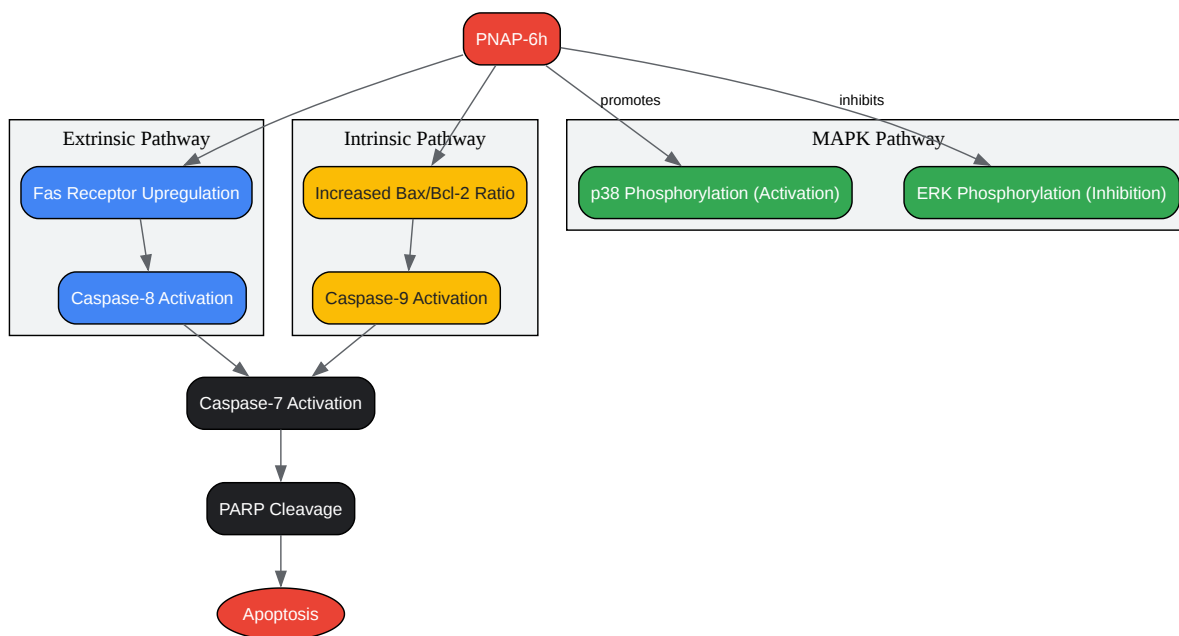 PNAP-6h
promotes
inhibits
Extrinsic Pathway
Intrinsic Pathway
MAPK Pathway
Fas Receptor Upregulation
Increased Bax/Bcl-2 Ratio
p38 Phosphorylation (Activation)
ERK Phosphorylation (Inhibition)
Caspase-8 Activation
Caspase-9 Activation
Caspase-7 Activation
PARP Cleavage
Apoptosis